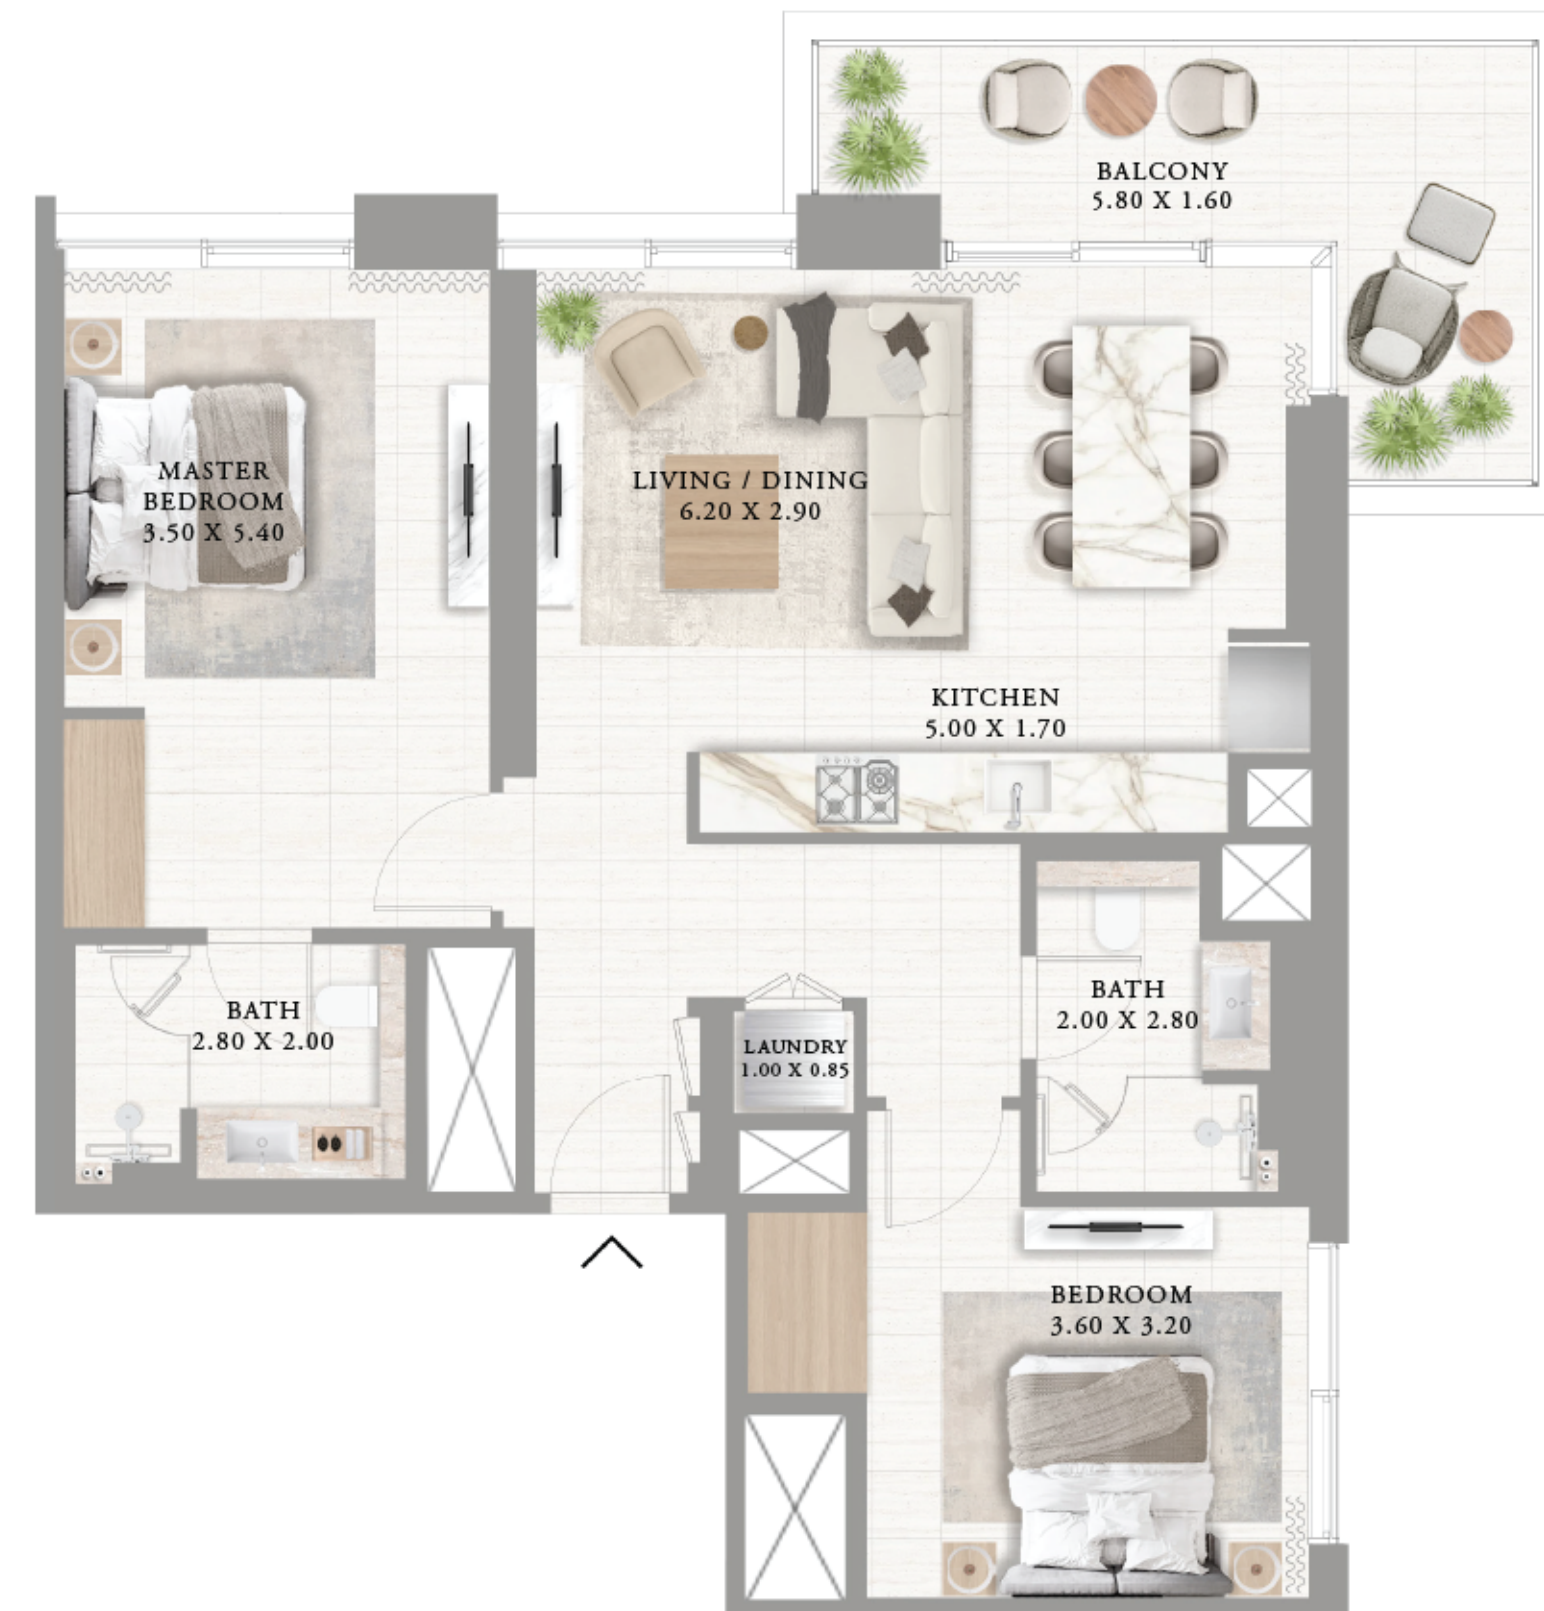 BALCONY
5.80 X 1.60
MASTER
BEDROOM
3.50 X 5.40
LIVING / DINING
6.20 X 2.90
KITCHEN
5.00 X 1.70
BATH
2.80 X 2.00
BATH
2.00 X 2.80
LAUNDRY
1.00 X 0.85
BEDROOM
3.60 X 3.20